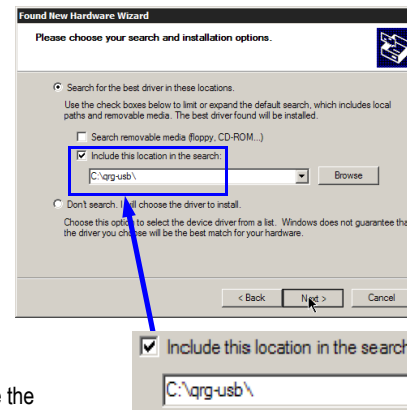 Found New Hardware Wizard
Please choose your search and installation options.
Search for the best driver in these locations.
Use the check boxes below to limit or expand the default search, which includes local
paths and removable media. The best driver found will be installed.
Search removable media (floppy, CD-ROM...)
Include this location in the search:
C:\qrg-usb\
Browse
Don't search. I will choose the driver to install.
Choose this option to select the device driver from a list. Windows does not guarantee tha
the driver you choose will be the best match for your hardware.
< Back
Next >
Cancel
Include this location in the search
C:\qrg-usb\
the